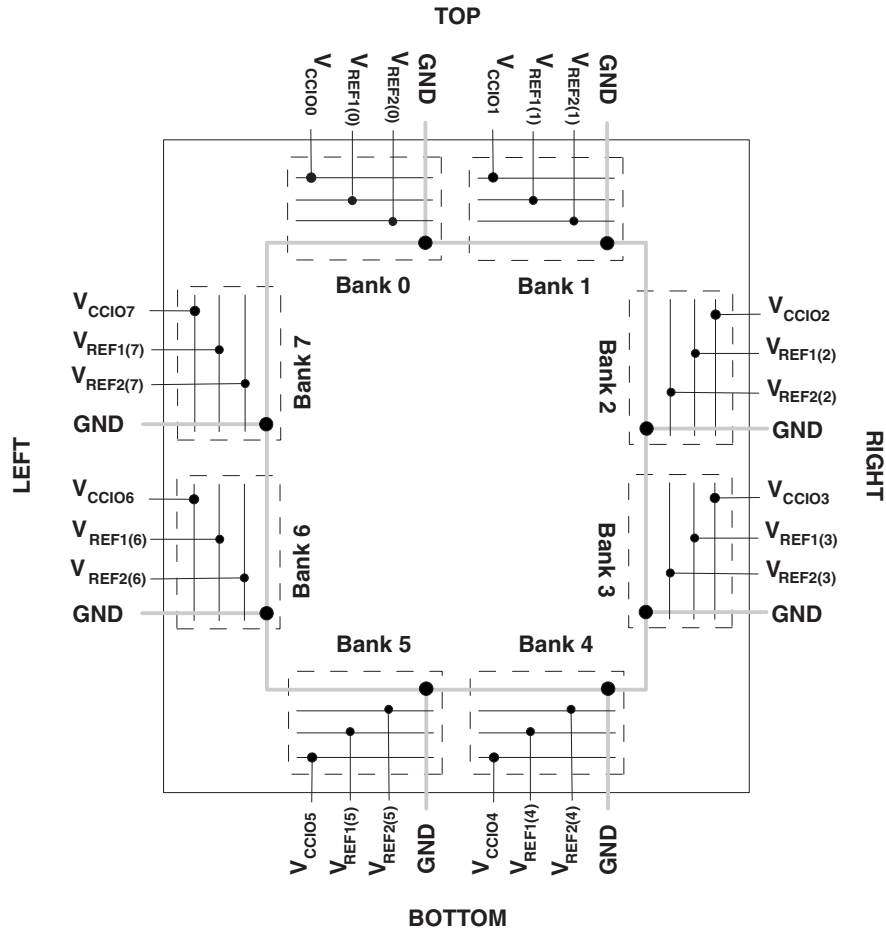 TOP
VCCIO0
VREF1(0)
VREF2(0)
GND
VCCIO1
VREF1(1)
VREF2(1)
GND
Bank 0
Bank 1
VCCIO7
VREF1(7)
VREF2(7)
GND
Bank 7
Bank 2
VCCIO2
VREF1(2)
VREF2(2)
GND
LEFT
RIGHT
VCCIO6
VREF1(6)
VREF2(6)
GND
Bank 6
Bank 3
VCCIO3
VREF1(3)
VREF2(3)
GND
Bank 5
Bank 4
VCCIO5
VREF1(5)
VREF2(5)
GND
VCCIO4
VREF1(4)
VREF2(4)
GND
BOTTOM